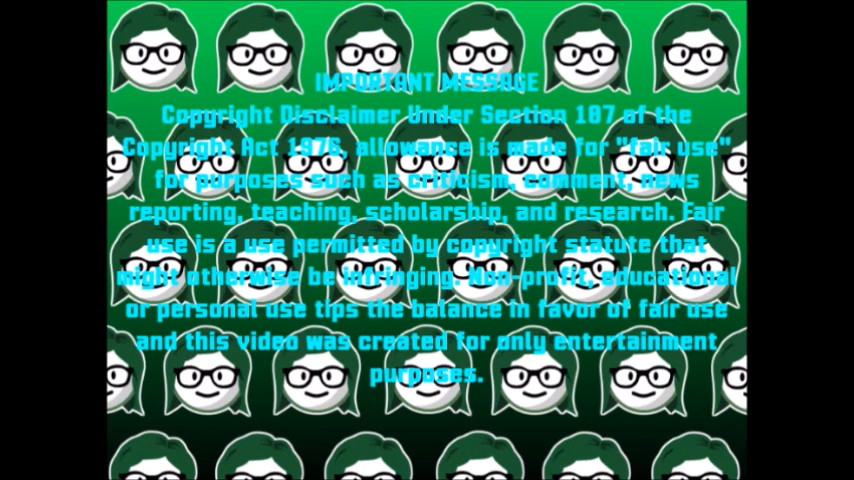 IMPORTANT MESSAGE
Copyright Disclaimer Under Section 107 of the
Copyright Act 1976, allowance is made for "fair use"
for purposes such as criticism, comment, news
reporting, teaching, scholarship, and research. Fair
use is a use permitted by copyright statute that
might otherwise be infringing. Non-profit, educational
or personal use tips the balance in favor of fair use
and this video was created for only entertainment
purposes.